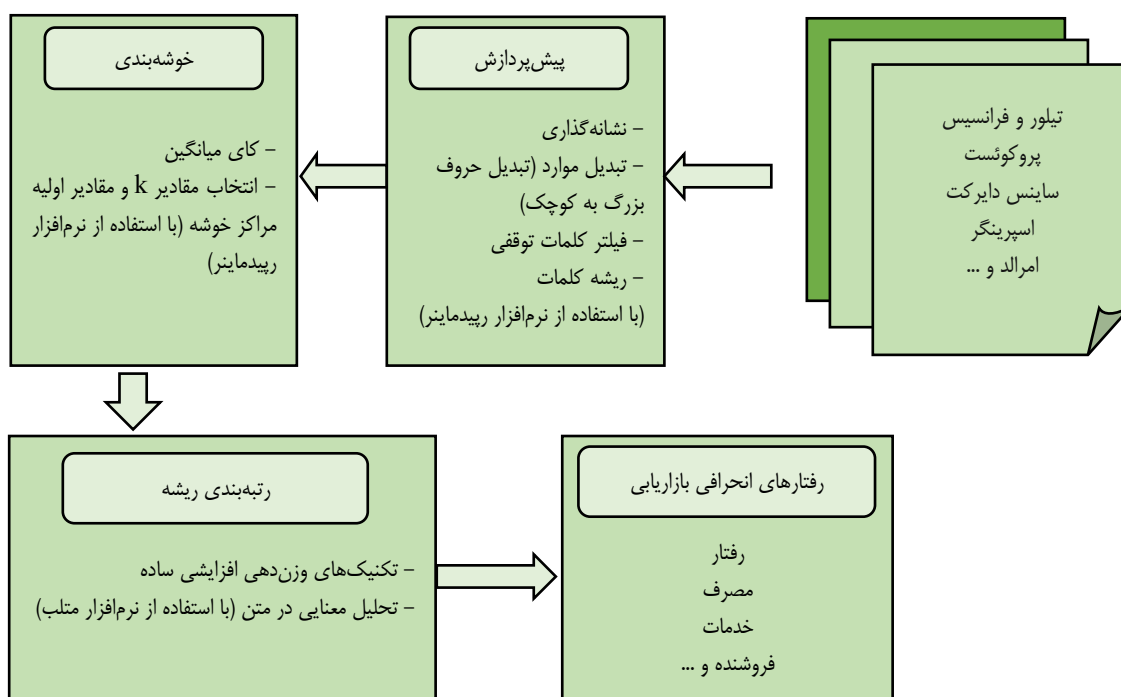 تیلور و فرانسیس
پروکوئست
ساینس دایرکت
اسپرینگر
امرالد و ...
پیش‌پردازش
- نشانه‌گذاری
- تبدیل موارد (تبدیل حروف
بزرگ به کوچک)
- فیلتر کلمات توقفی
- ریشه کلمات
(با استفاده از نرم‌افزار رپیدماینر)
خوشه‌بندی
- کای میانگین
- انتخاب مقادیر k و مقادیر اولیه
مراکز خوشه (با استفاده از نرم‌افزار
رپیدماینر)
رتبه‌بندی ریشه
- تکنیک‌های وزن‌دهی افزایشی ساده
- تحلیل معنایی در متن (با استفاده از نرم‌افزار متلب)
رفتارهای انحرافی بازاریابی
رفتار
مصرف
خدمات
فروشنده و ...